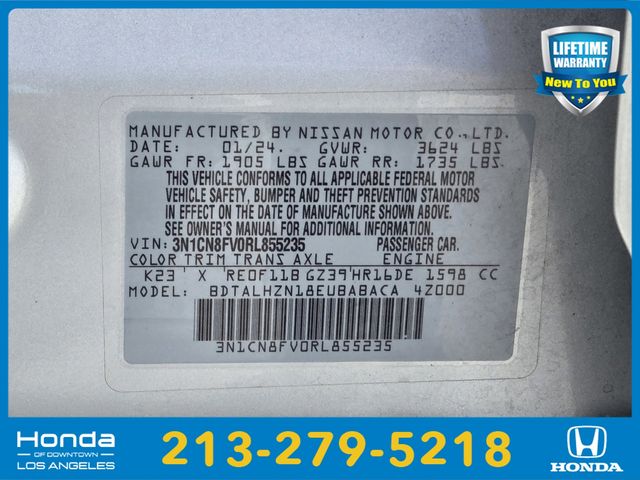 LIFETIME
WARRANTY
New To You
MANUFACTURED BY NISSAN MOTOR CO.,LTD.
DATE: 01/24. GVWR: 3624 LBS
GAWR FR: 1905 LBS GAWR RR: 1735 LBS
THIS VEHICLE CONFORMS TO ALL APPLICABLE FEDERAL MOTOR
VEHICLE SAFETY, BUMPER AND THEFT PREVENTION STANDARDS
IN EFFECT ON THE DATE OF MANUFACTURE SHOWN ABOVE.
SEE OWNER'S MANUAL FOR ADDITIONAL INFORMATION.
VIN: 3N1CN8FV0RL855235 PASSENGER CAR.
COLOR TRIM TRANS AXLE ENGINE
K23 X RE0F11B GZ39 HR16DE 1598 CC
MODEL: BDTALHZN18EUBABACA 4Z000
3N1CN8FV0RL855235
Honda
OF DOWNTOWN
LOS ANGELES
213-279-5218
HONDA